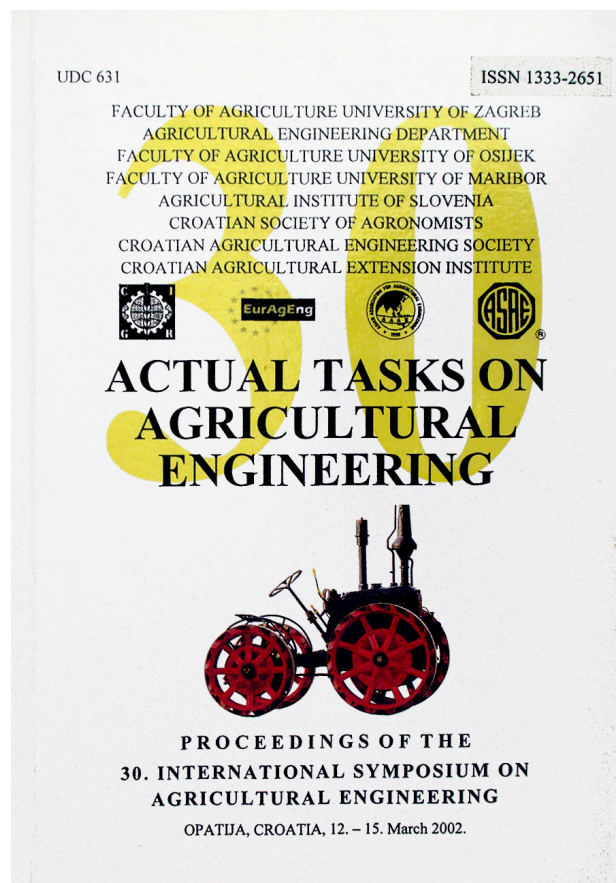 UDC 631
ISSN 1333-2651
FACULTY OF AGRICULTURE UNIVERSITY OF ZAGREB
AGRICULTURAL ENGINEERING DEPARTMENT
FACULTY OF AGRICULTURE UNIVERSITY OF OSIJEK
FACULTY OF AGRICULTURE UNIVERSITY OF MARIBOR
AGRICULTURAL INSTITUTE OF SLOVENIA
CROATIAN SOCIETY OF AGRONOMISTS
CROATIAN AGRICULTURAL ENGINEERING SOCIETY
CROATIAN AGRICULTURAL EXTENSION INSTITUTE
30
C I G R
EurAgEng
ASAE ®
ACTUAL TASKS ON
AGRICULTURAL
ENGINEERING
PROCEEDINGS OF THE
30. INTERNATIONAL SYMPOSIUM ON
AGRICULTURAL ENGINEERING
OPATIJA, CROATIA, 12. – 15. March 2002.